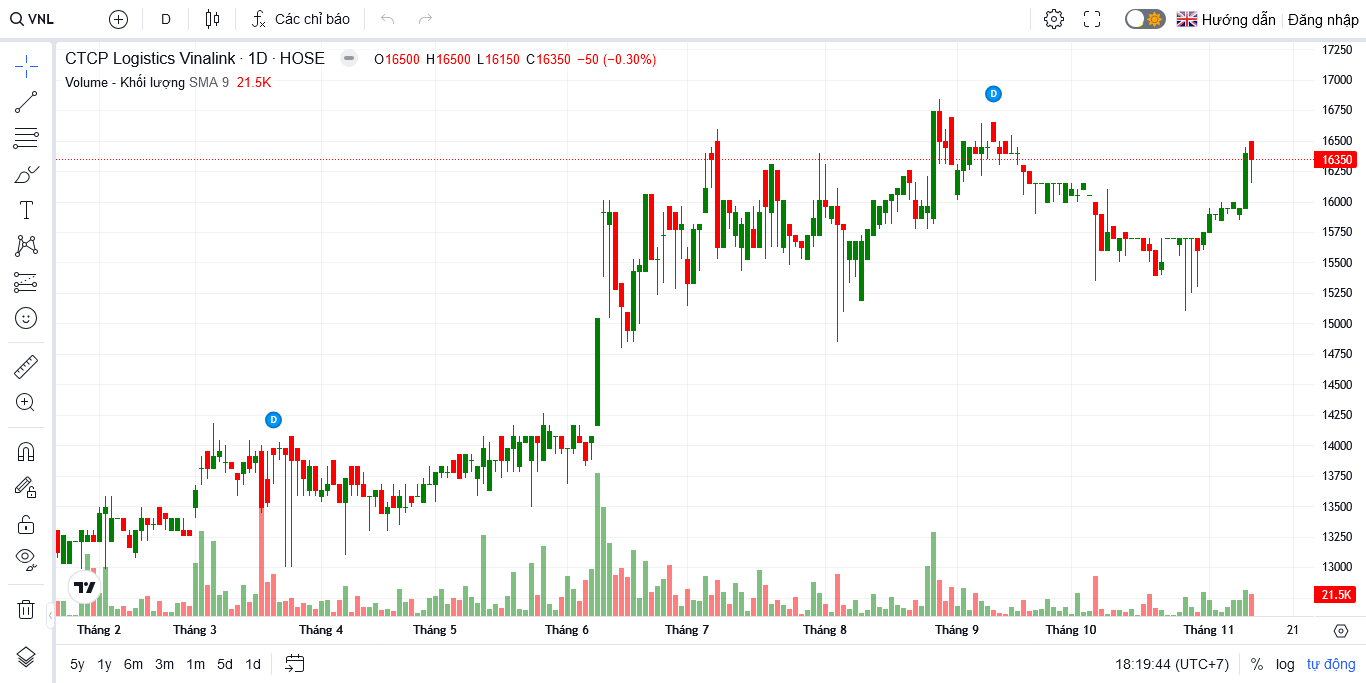 VNL
D
Các chỉ báo
Hướng dẫn
Đăng nhập
CTCP Logistics Vinalink · 1D · HOSE
O16500 H16500 L16150 C16350 −50 (−0.30%)
Volume - Khối lượng SMA 9 21.5K
D
D
17250
17000
16750
16500
16350
16250
16000
15750
15500
15250
15000
14750
14500
14250
14000
13750
13500
13250
13000
21.5K
Tháng 2
Tháng 3
Tháng 4
Tháng 5
Tháng 6
Tháng 7
Tháng 8
Tháng 9
Tháng 10
Tháng 11
21
5y 1y 6m 3m 1m 5d 1d
18:19:44 (UTC+7)
%
log
tự động